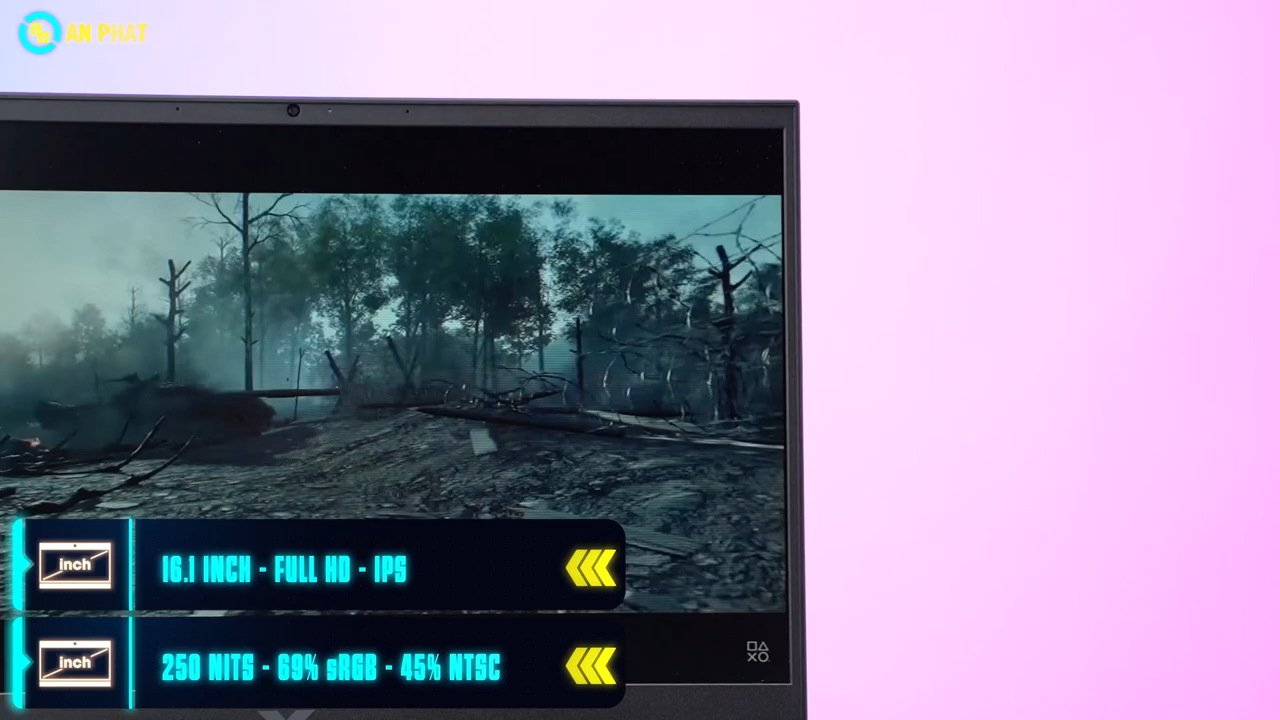 AN PHAT
inch
16.1 INCH - FULL HD - IPS
inch
250 NITS - 69% sRGB - 45% NTSC